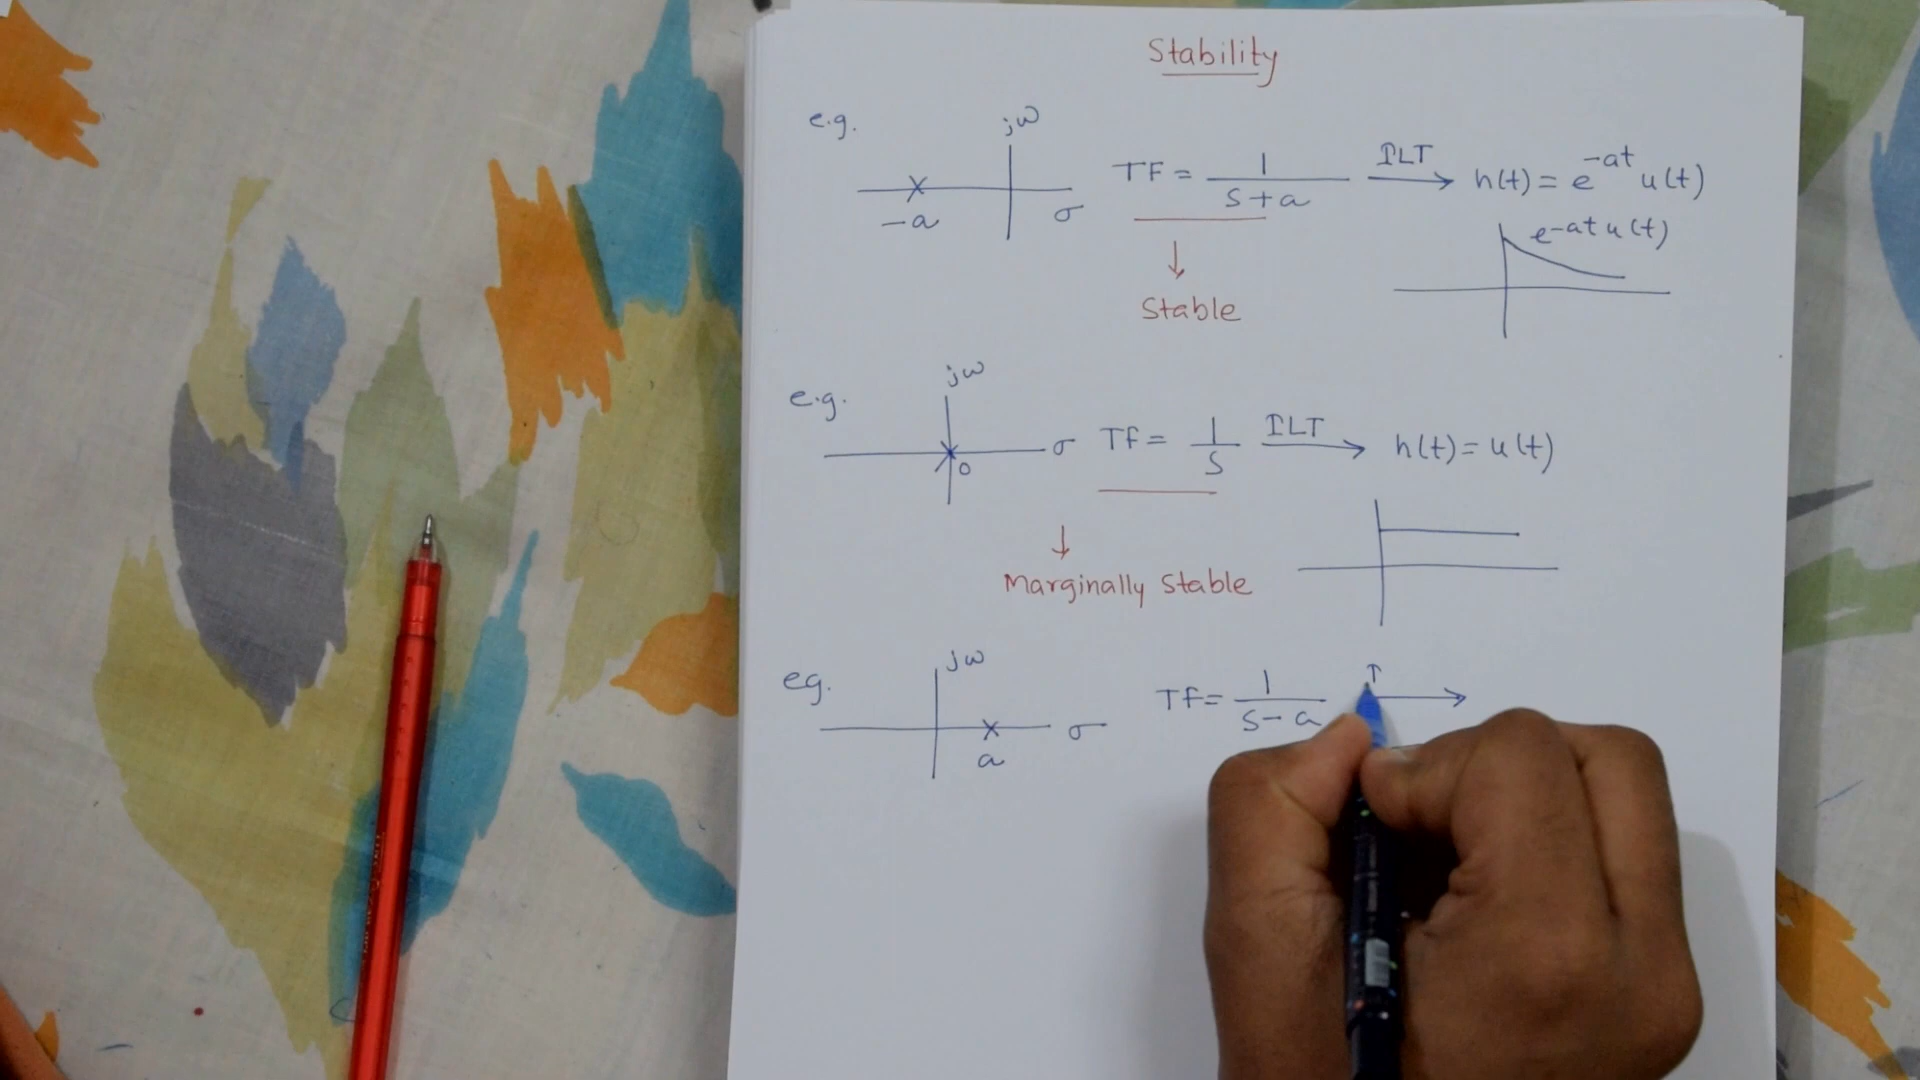 Stability
e.g.
jω
σ
-a
TF = 1/(s+a) ILT → h(t) = e^-at u(t)
e-at u(t)
↓
Stable
e.g.
jω
σ
0
Tf = 1/s ILT → h(t) = u(t)
↓
Marginally stable
eg.
jω
σ
a
Tf = 1/(s-a) I →